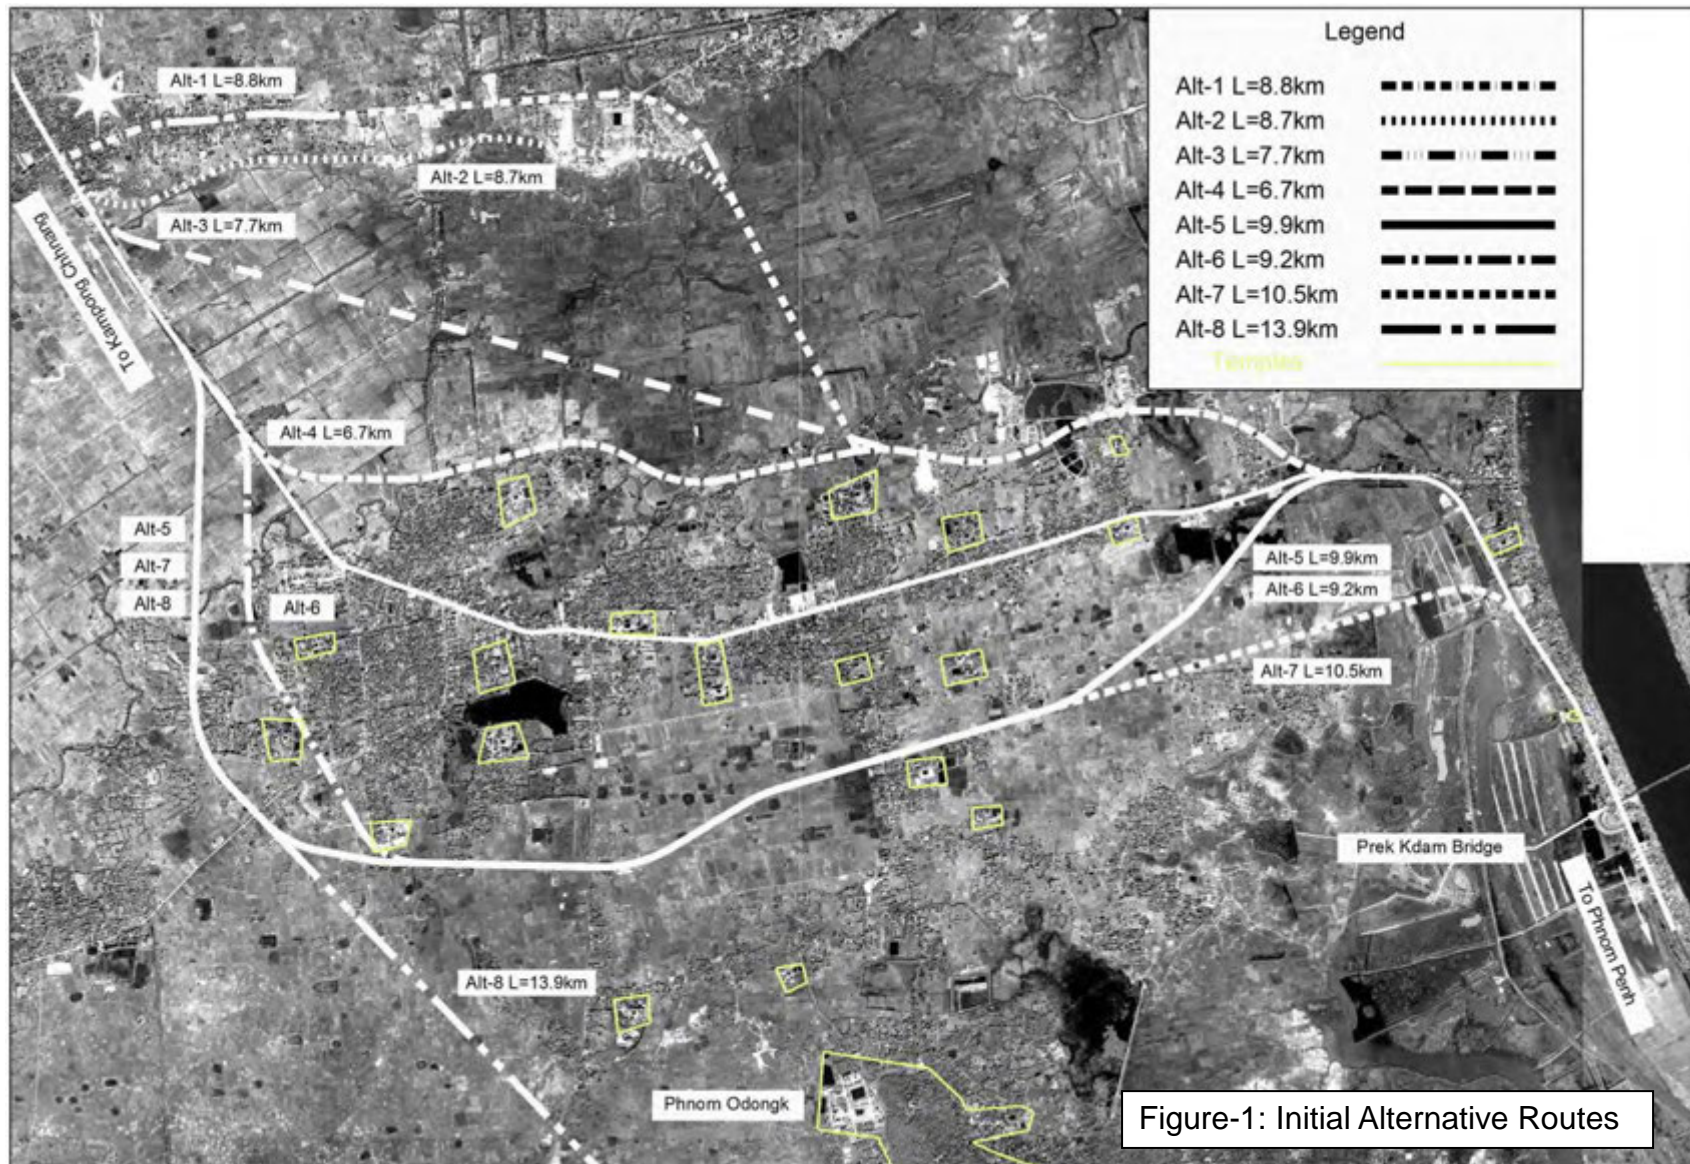 N
Legend
Alt-1 L=8.8km
Alt-2 L=8.7km
Alt-3 L=7.7km
Alt-4 L=6.7km
Alt-5 L=9.9km
Alt-6 L=9.2km
Alt-7 L=10.5km
Alt-8 L=13.9km
Temples
Alt-1 L=8.8km
Alt-2 L=8.7km
Alt-3 L=7.7km
To Kampong Chhnang
Alt-4 L=6.7km
Alt-5
Alt-7
Alt-8
Alt-6
Alt-5 L=9.9km
Alt-6 L=9.2km
Alt-7 L=10.5km
Prek Kdam Bridge
To Phnom Penh
Alt-8 L=13.9km
Phnom Odongk
Figure-1: Initial Alternative Routes